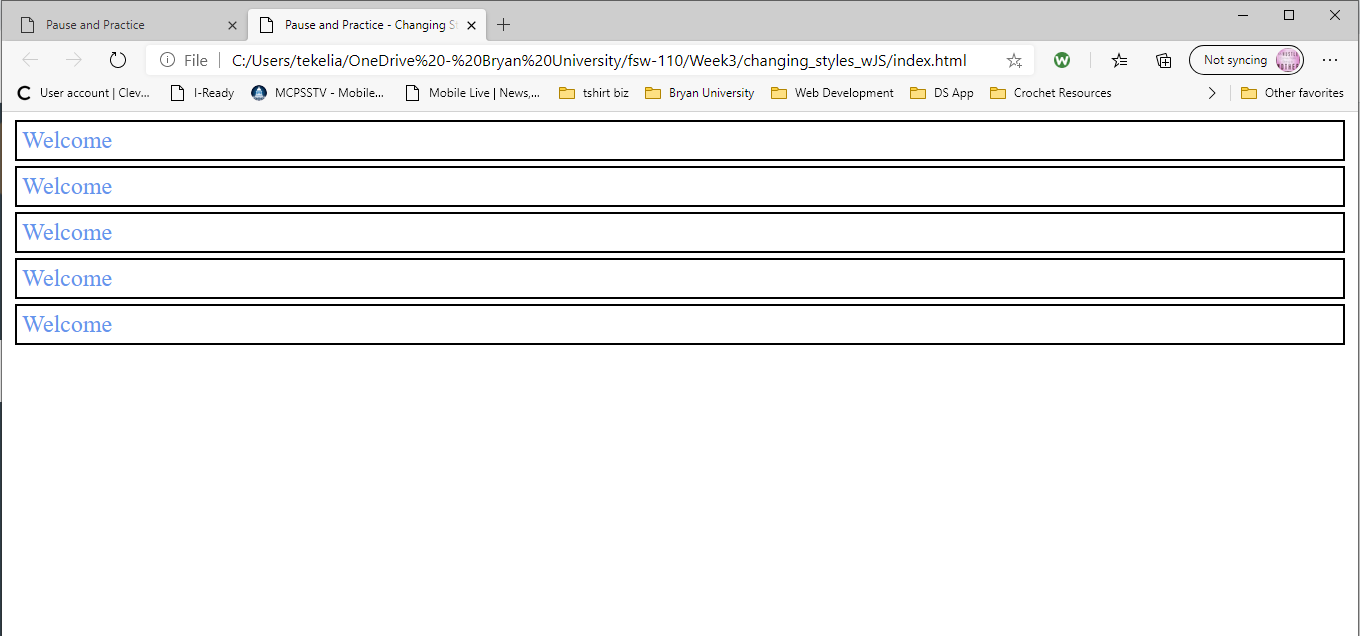 Pause and Practice
Pause and Practice - Changing St
File C:/Users/tekelia/OneDrive%20-%20Bryan%20University/fsw-110/Week3/changing_styles_wJS/index.html W Not syncing
User account | Clev... I-Ready MCPSSTV - Mobile... Mobile Live | News,... tshirt biz Bryan University Web Development DS App Crochet Resources Other favorites
Welcome
Welcome
Welcome
Welcome
Welcome